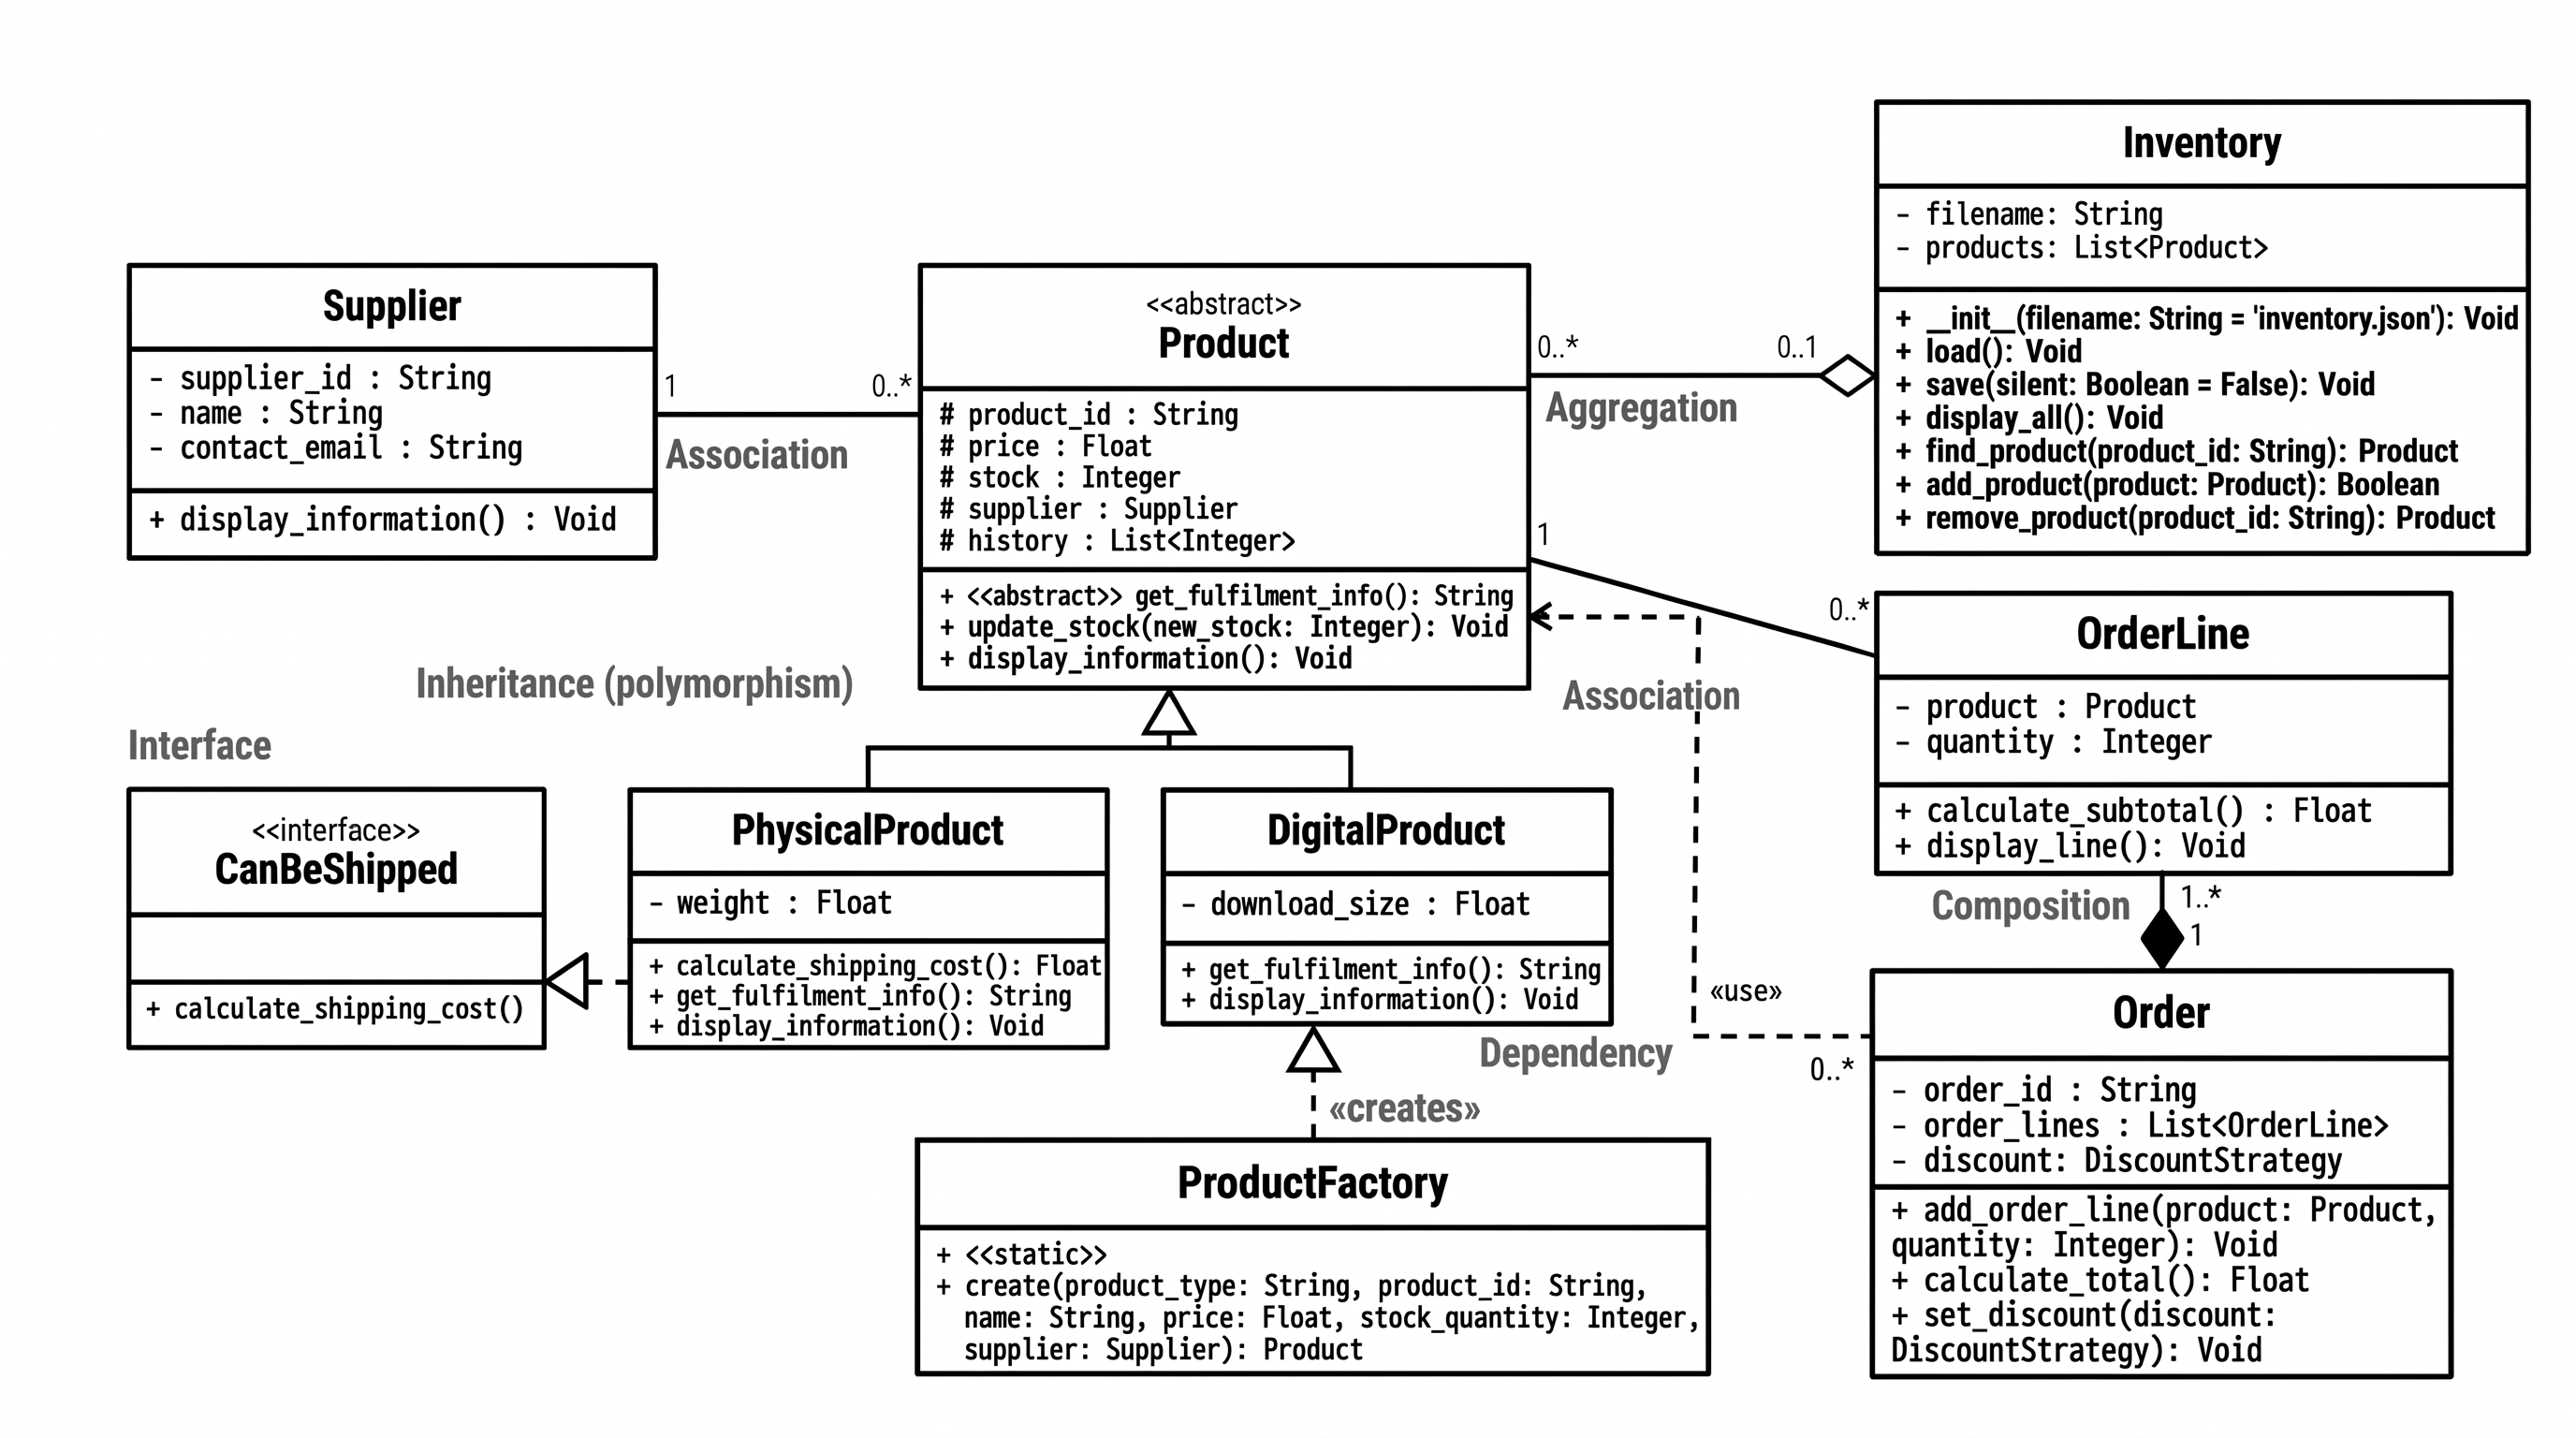 Supplier
- supplier_id : String
- name : String
- contact_email : String
+ display_information() : Void
1
0..*
Association
<<abstract>>
Product
# product_id : String
# price : Float
# stock : Integer
# supplier : Supplier
# history : List<Integer>
+ <<abstract>> get_fulfilment_info(): String
+ update_stock(new_stock: Integer): Void
+ display_information(): Void
0..*
0..1
Aggregation
Inventory
- filename: String
- products: List<Product>
+ __init__(filename: String = 'inventory.json'): Void
+ load(): Void
+ save(silent: Boolean = False): Void
+ display_all(): Void
+ find_product(product_id: String): Product
+ add_product(product: Product): Boolean
+ remove_product(product_id: String): Product
1
0..*
Association
OrderLine
- product : Product
- quantity : Integer
+ calculate_subtotal() : Float
+ display_line(): Void
Inheritance (polymorphism)
Interface
<<interface>>
CanBeShipped
+ calculate_shipping_cost()
PhysicalProduct
- weight : Float
+ calculate_shipping_cost(): Float
+ get_fulfilment_info(): String
+ display_information(): Void
DigitalProduct
- download_size : Float
+ get_fulfilment_info(): String
+ display_information(): Void
Composition
1..*
1
«use»
Dependency
0..*
«creates»
ProductFactory
+ <<static>>
+ create(product_type: String, product_id: String,
name: String, price: Float, stock_quantity: Integer,
supplier: Supplier): Product
Order
- order_id : String
- order_lines : List<OrderLine>
- discount: DiscountStrategy
+ add_order_line(product: Product,
quantity: Integer): Void
+ calculate_total(): Float
+ set_discount(discount:
DiscountStrategy): Void